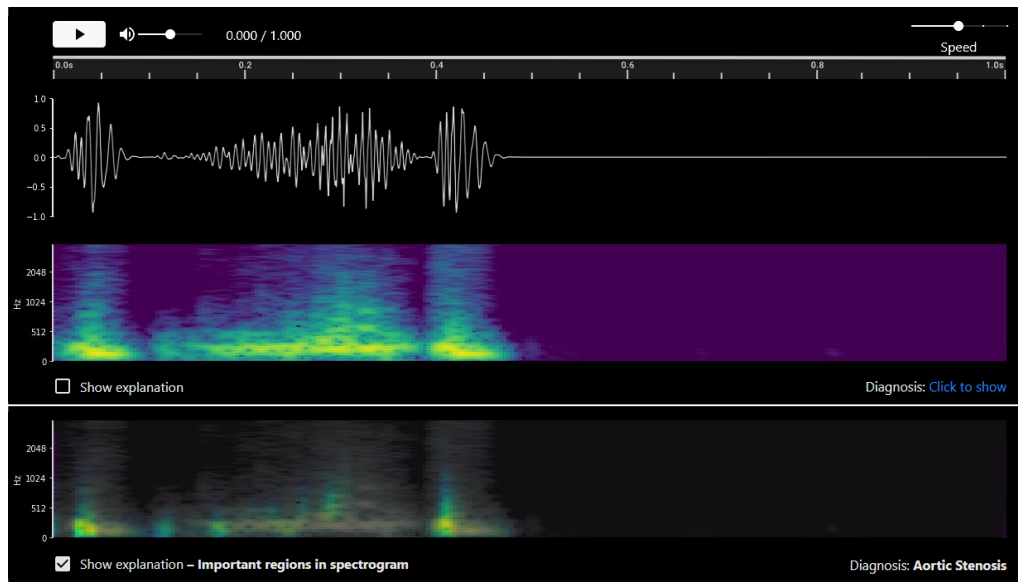 0.000 / 1.000
Speed
0.0s 0.2 0.4 0.6 0.8 1.0s
1.0
0.5
0.0
−0.5
−1.0
2048
1024
Hz
512
0
Show explanation Diagnosis: Click to show
2048
1024
Hz
512
0
Show explanation – Important regions in spectrogram Diagnosis: Aortic Stenosis